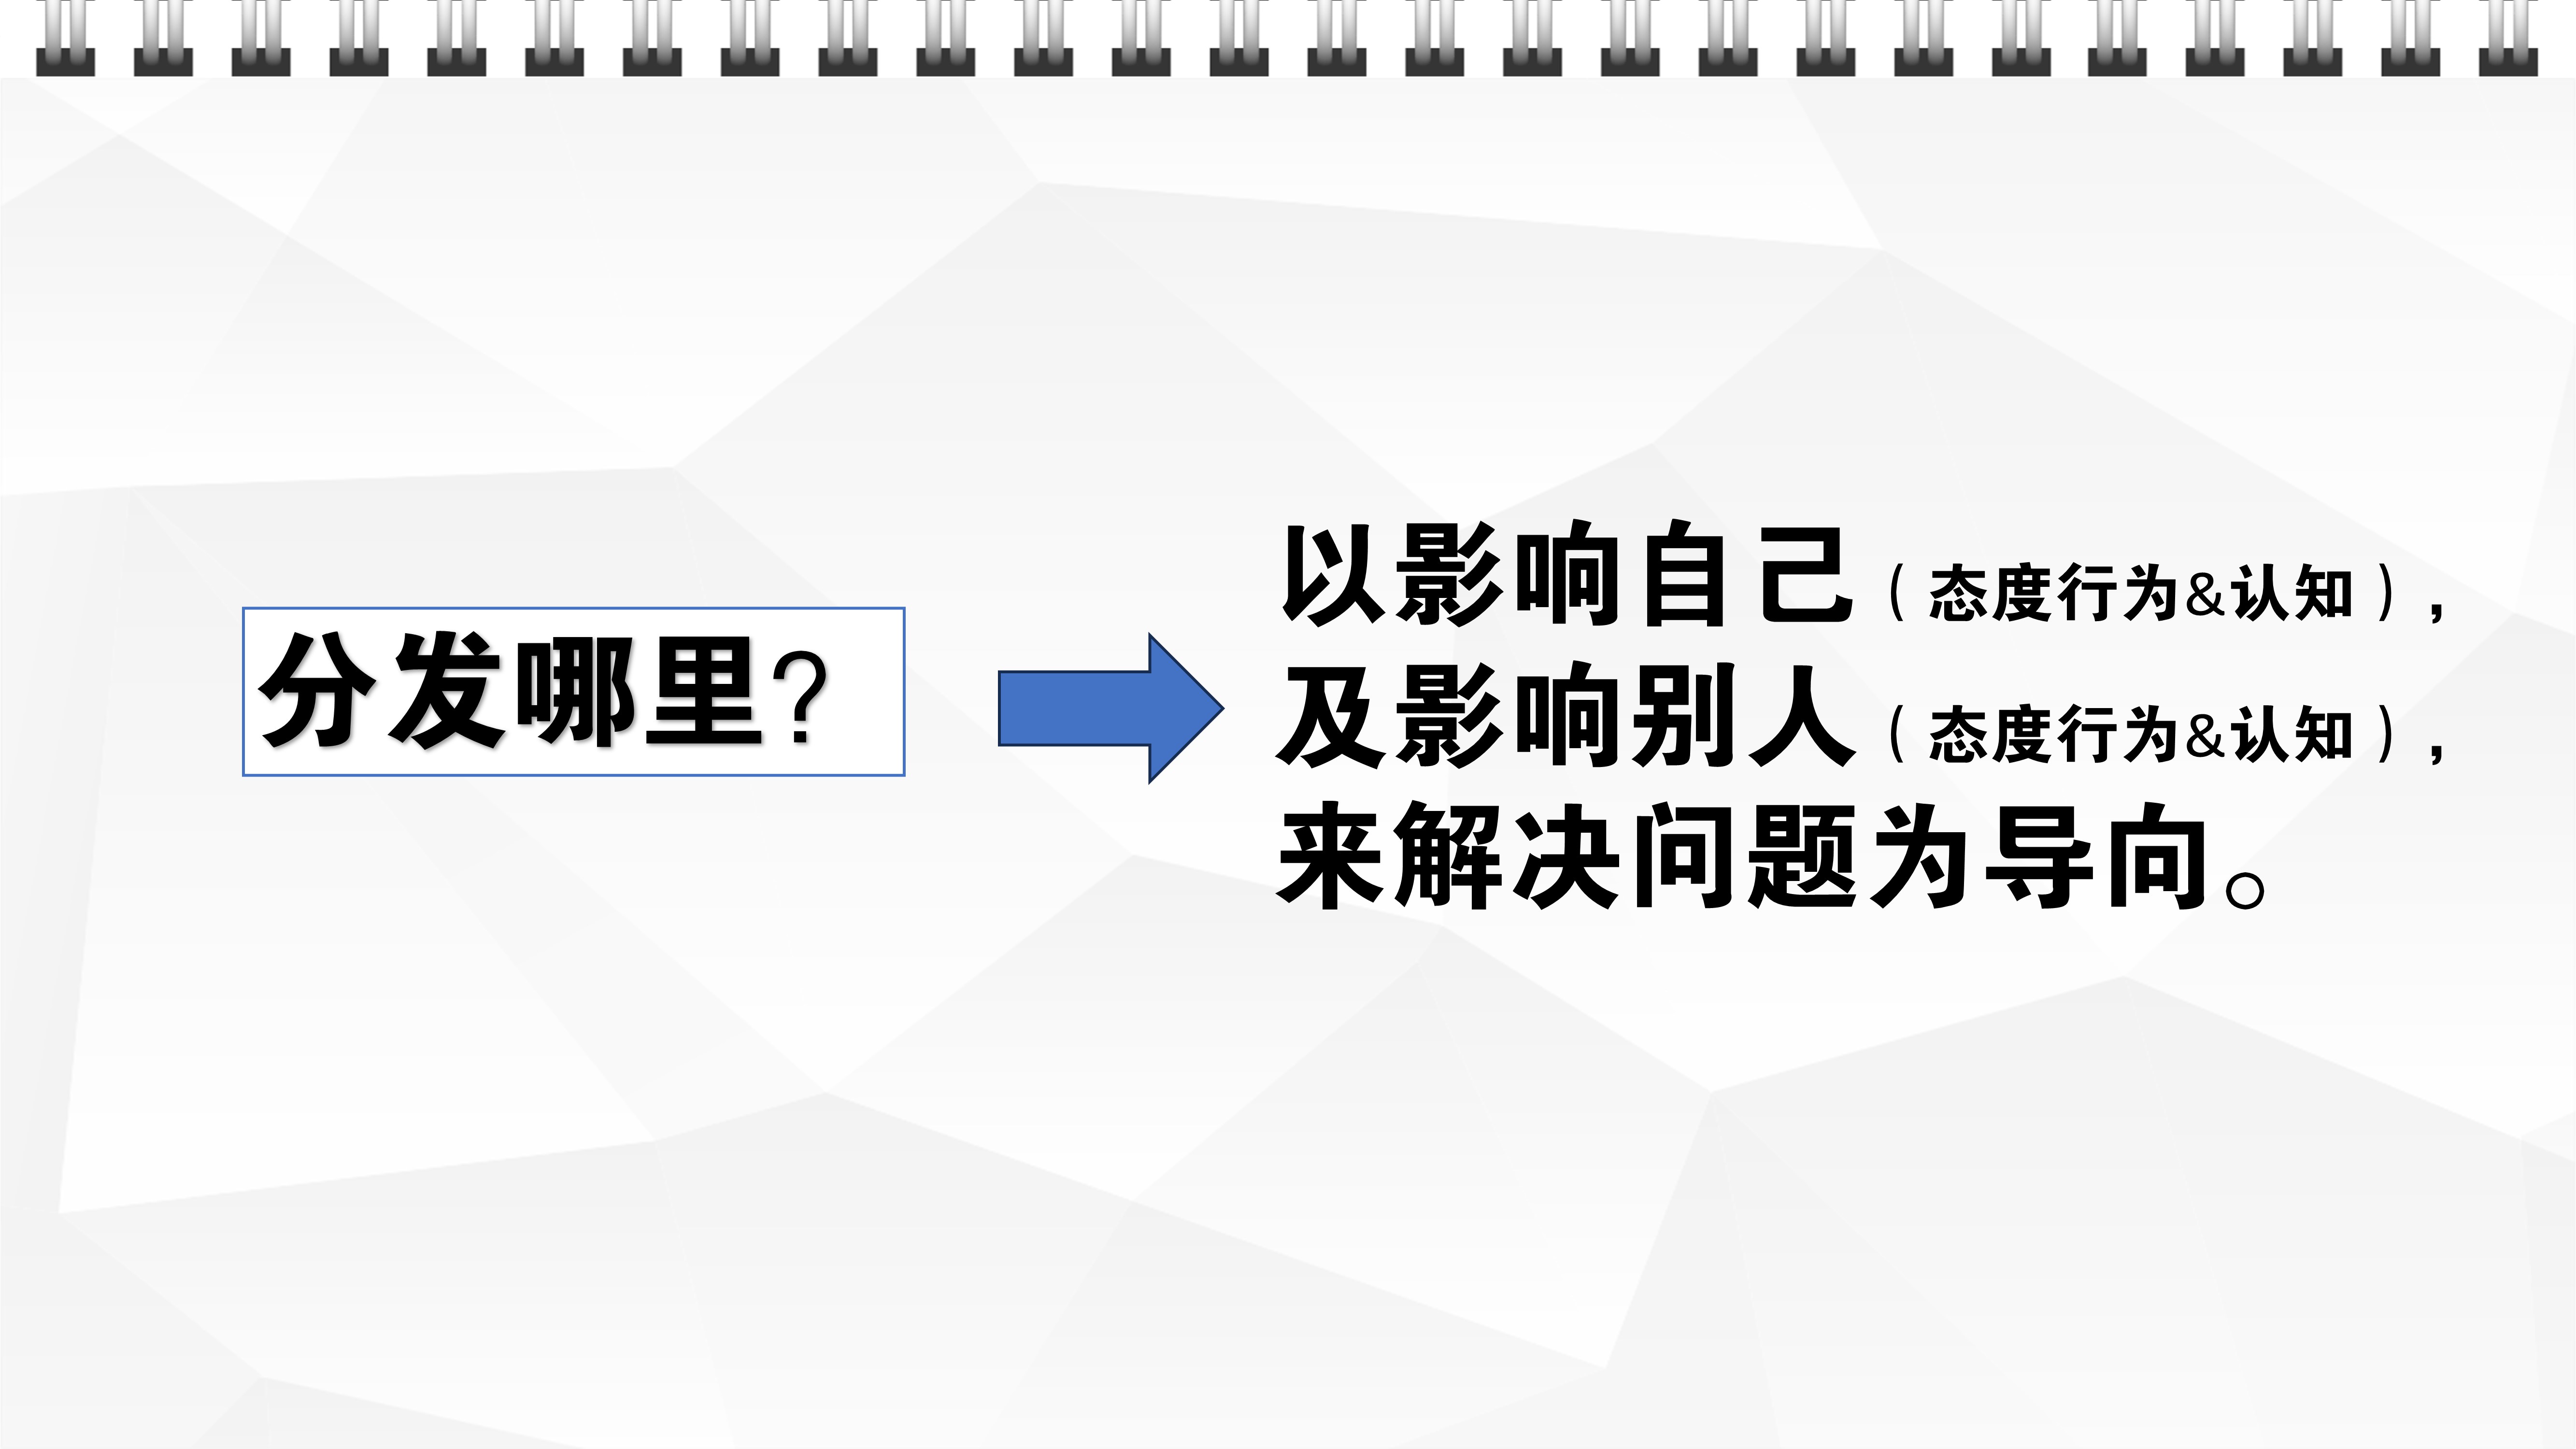 分发哪里?
以影响自己（态度行为&认知）,
及影响别人（态度行为&认知）,
来解决问题为导向。